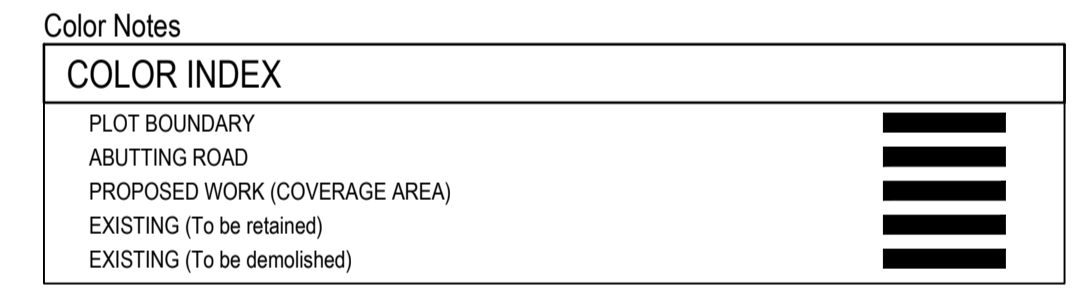 Color Notes
COLOR INDEX
PLOT BOUNDARY
ABUTTING ROAD
PROPOSED WORK (COVERAGE AREA)
EXISTING (To be retained)
EXISTING (To be demolished)